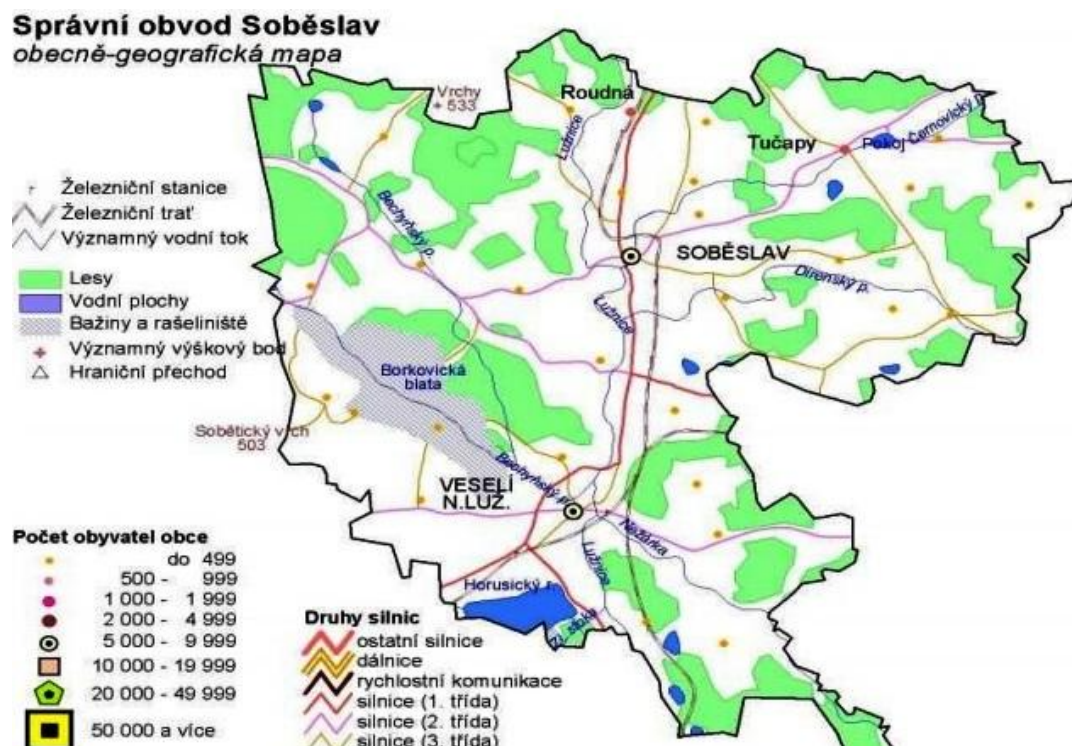 Správní obvod Soběslav
obecně-geografická mapa
Vrchy
+ 533
Roudná
Lužnice
Tučapy
Pokoj
Černovický p.
Železniční stanice
Železniční trať
Významný vodní tok
Bechyňský p.
SOBĚSLAV
Dírenský p.
Lužnice
Lesy
Vodní plochy
Bažiny a rašeliniště
Významný výškový bod
Hraniční přechod
Borkovická
blata
Sobětický vrch
503
Bechyňský p.
VESELÍ
N.LUŽ.
Nežárka
Lužnice
Horusický r.
Zl. stoka
Počet obyvatel obce
do 499
500 - 999
1 000 - 1 999
2 000 - 4 999
5 000 - 9 999
10 000 - 19 999
20 000 - 49 999
50 000 a více
Druhy silnic
ostatní silnice
dálnice
rychlostní komunikace
silnice (1. třída)
silnice (2. třída)
silnice (3. třída)